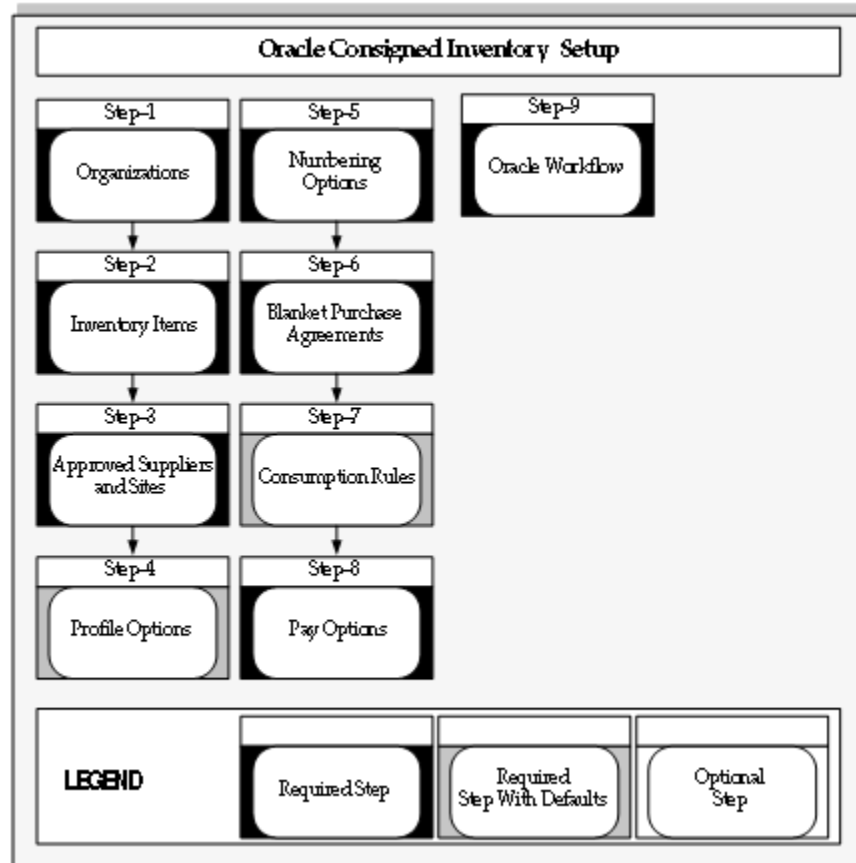 Oracle Consigned Inventory Setup
Step-1
Organizations
Step-2
Inventory Items
Step-3
Approved Suppliers
and Sites
Step-4
Profile Options
Step-5
Numbering
Options
Step-6
Blanket Purchase
Agreements
Step-7
Consumption Rules
Step-8
Pay Options
Step-9
Oracle Workflow
LEGEND
Required Step
Required
Step With Defaults
Optional
Step